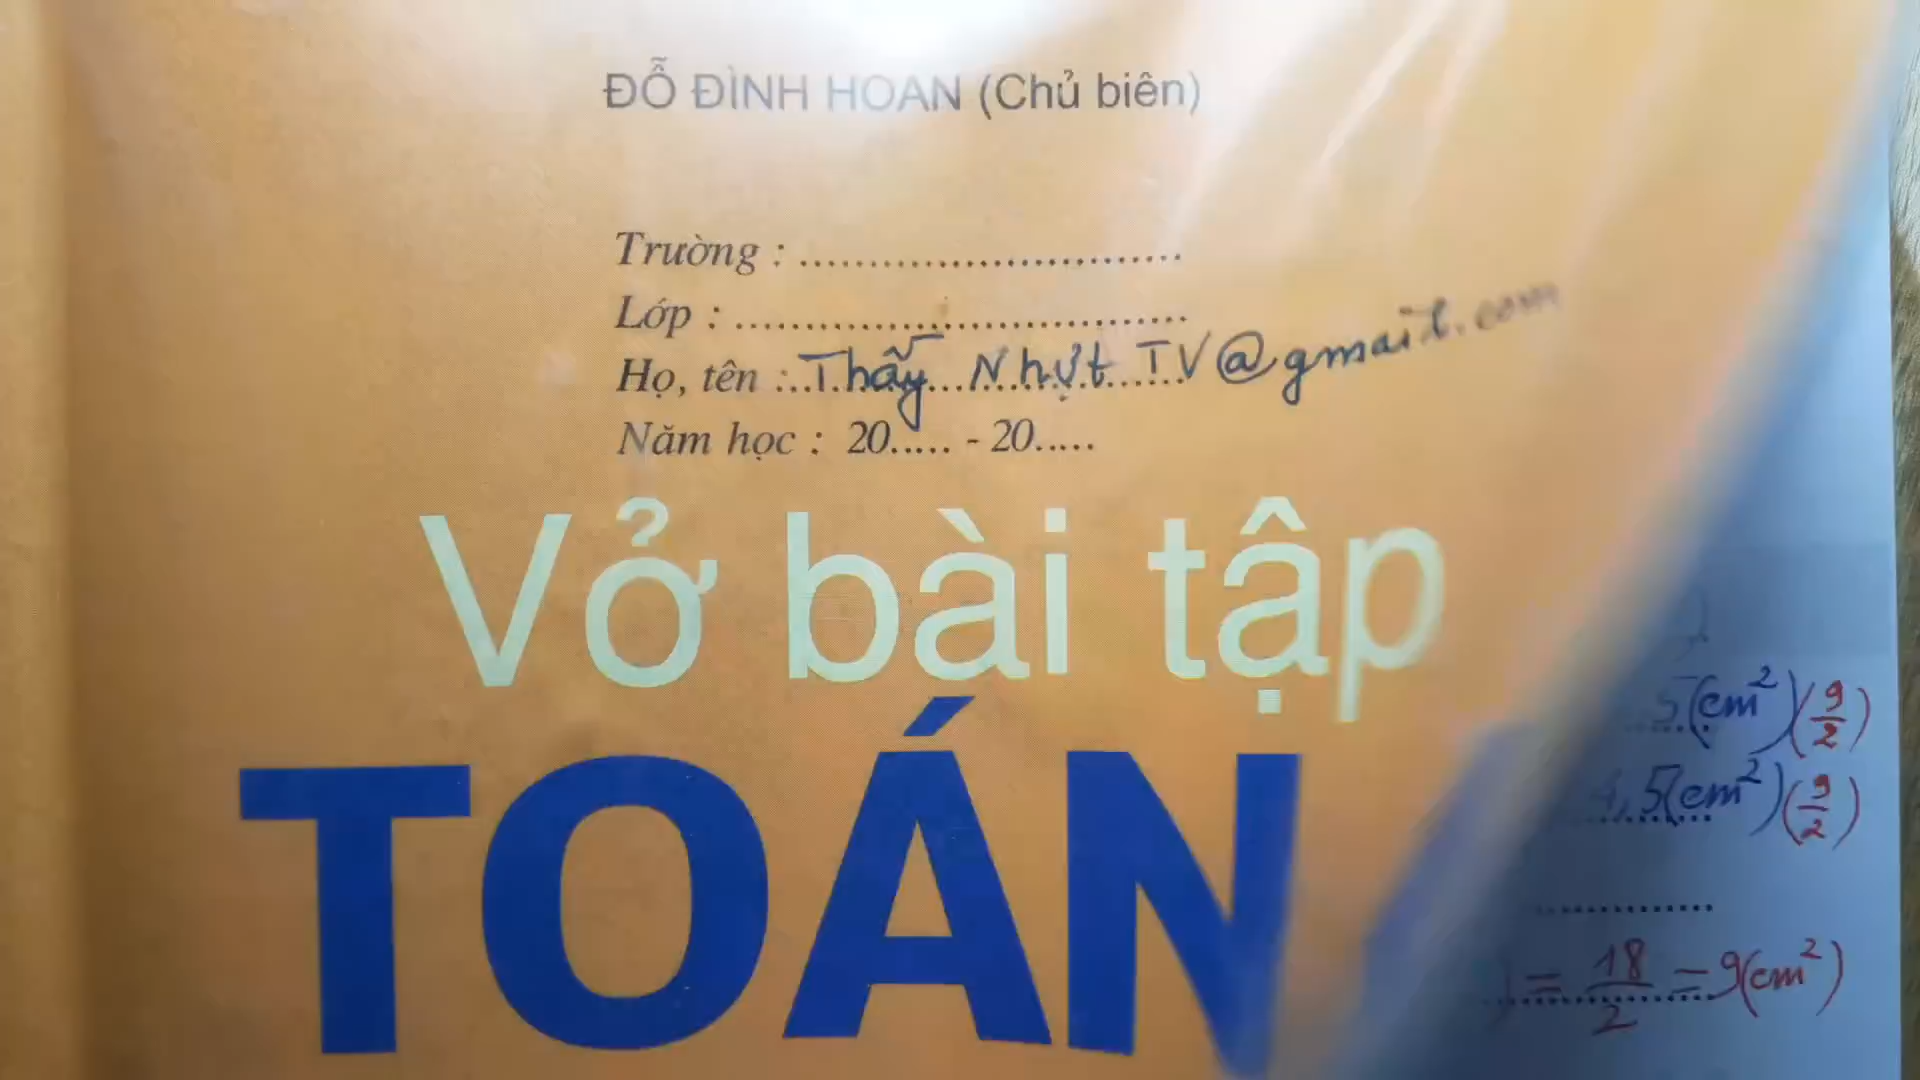 ĐỖ ĐÌNH HOAN (Chủ biên)
Trường : ................................
Lớp : ......................................
Họ, tên : Thầy Nhựt TV@gmail.com
Năm học : 20..... - 20.....
Vở bài tập
TOÁN
5(cm²)(9/2)
4,5(cm²)(9/2)
) = 18/2 = 9(cm²)